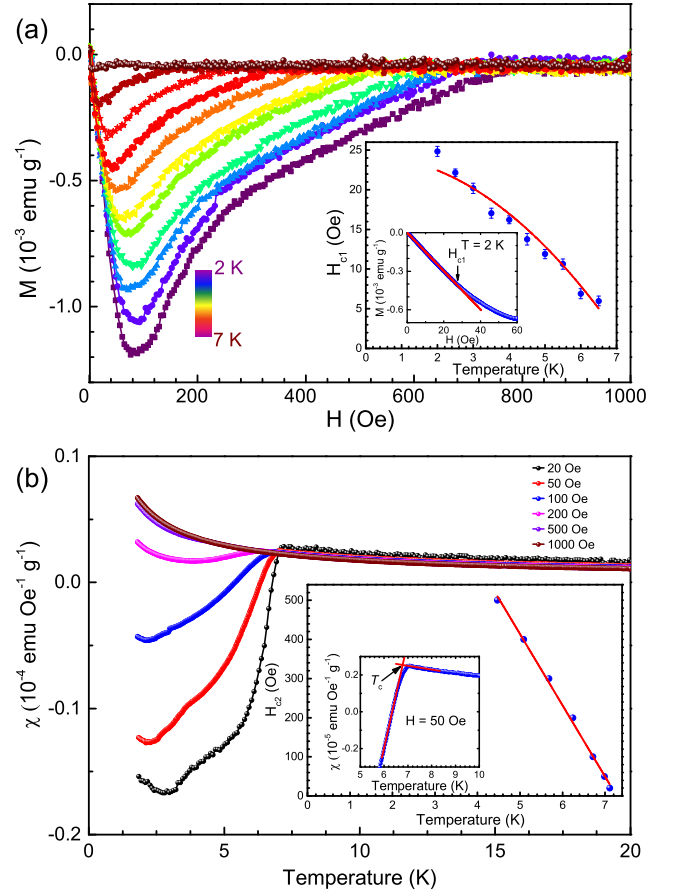 (a)
0.0
-0.5
-1.0
M (10⁻³ emu g⁻¹)
0 200 400 600 800 1000
H (Oe)
2 K
7 K
25
20
15
10
5
0
H_c1 (Oe)
0 1 2 3 4 5 6 7
Temperature (K)
T = 2 K
H_c1
0.0
-0.3
-0.6
M (10⁻³ emu g⁻¹)
0 20 40 60
H (Oe)
(b)
0.1
0.0
-0.1
-0.2
χ (10⁻⁴ emu Oe⁻¹ g⁻¹)
0 5 10 15 20
Temperature (K)
20 Oe
50 Oe
100 Oe
200 Oe
500 Oe
1000 Oe
500
400
300
200
100
0
H_c2 (Oe)
0 1 2 3 4 5 6 7
Temperature (K)
0.2
0.0
-0.2
χ (10⁻⁵ emu Oe⁻¹ g⁻¹)
T_c
H = 50 Oe
5 6 7 8 9 10
Temperature (K)